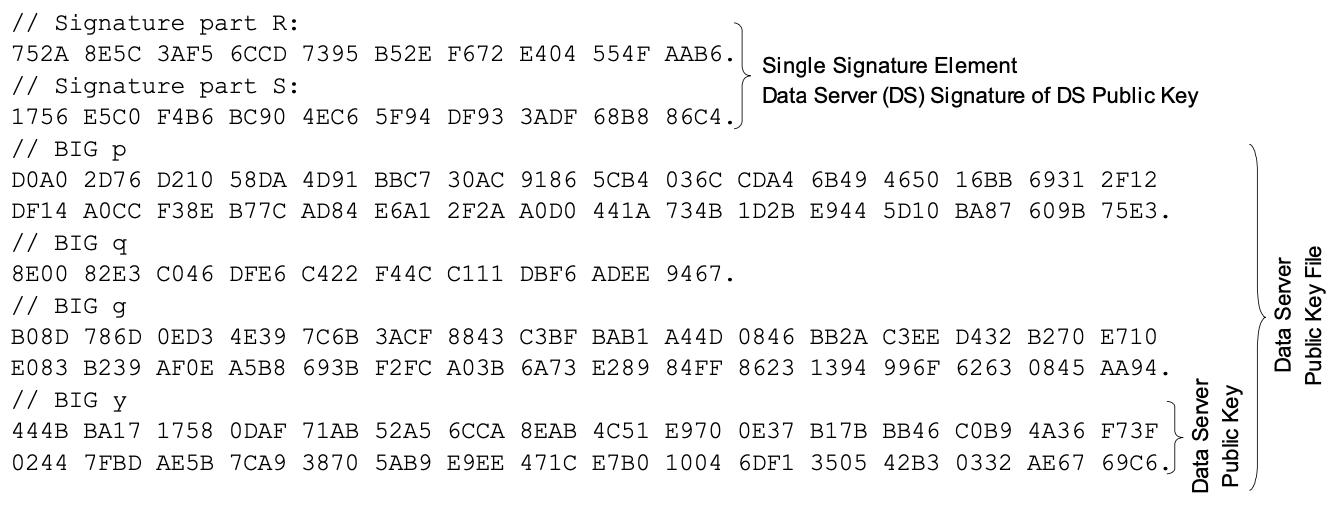 // Signature part R:
752A 8E5C 3AF5 6CCD 7395 B52E F672 E404 554F AAB6.
// Signature part S:
1756 E5C0 F4B6 BC90 4EC6 5F94 DF93 3ADF 68B8 86C4.
Single Signature Element
Data Server (DS) Signature of DS Public Key
// BIG p
D0A0 2D76 D210 58DA 4D91 BBC7 30AC 9186 5CB4 036C CDA4 6B49 4650 16BB 6931 2F12
DF14 A0CC F38E B77C AD84 E6A1 2F2A A0D0 441A 734B 1D2B E944 5D10 BA87 609B 75E3.
// BIG q
8E00 82E3 C046 DFE6 C422 F44C C111 DBF6 ADEE 9467.
// BIG g
B08D 786D 0ED3 4E39 7C6B 3ACF 8843 C3BF BAB1 A44D 0846 BB2A C3EE D432 B270 E710
E083 B239 AF0E A5B8 693B F2FC A03B 6A73 E289 84FF 8623 1394 996F 6263 0845 AA94.
// BIG y
444B BA17 1758 0DAF 71AB 52A5 6CCA 8EAB 4C51 E970 0E37 B17B BB46 C0B9 4A36 F73F
0244 7FBD AE5B 7CA9 3870 5AB9 E9EE 471C E7B0 1004 6DF1 3505 42B3 0332 AE67 69C6.
Data Server
Public Key
Data Server
Public Key File